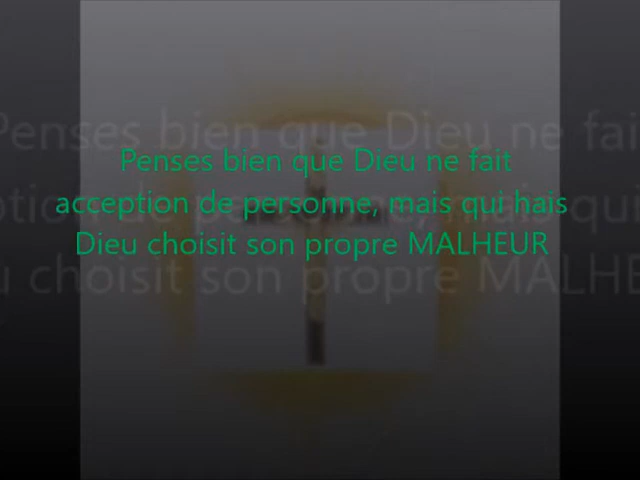 Penses bien que Dieu ne fait
acception de personne, mais qui hais
Dieu choisit son propre MALHEUR